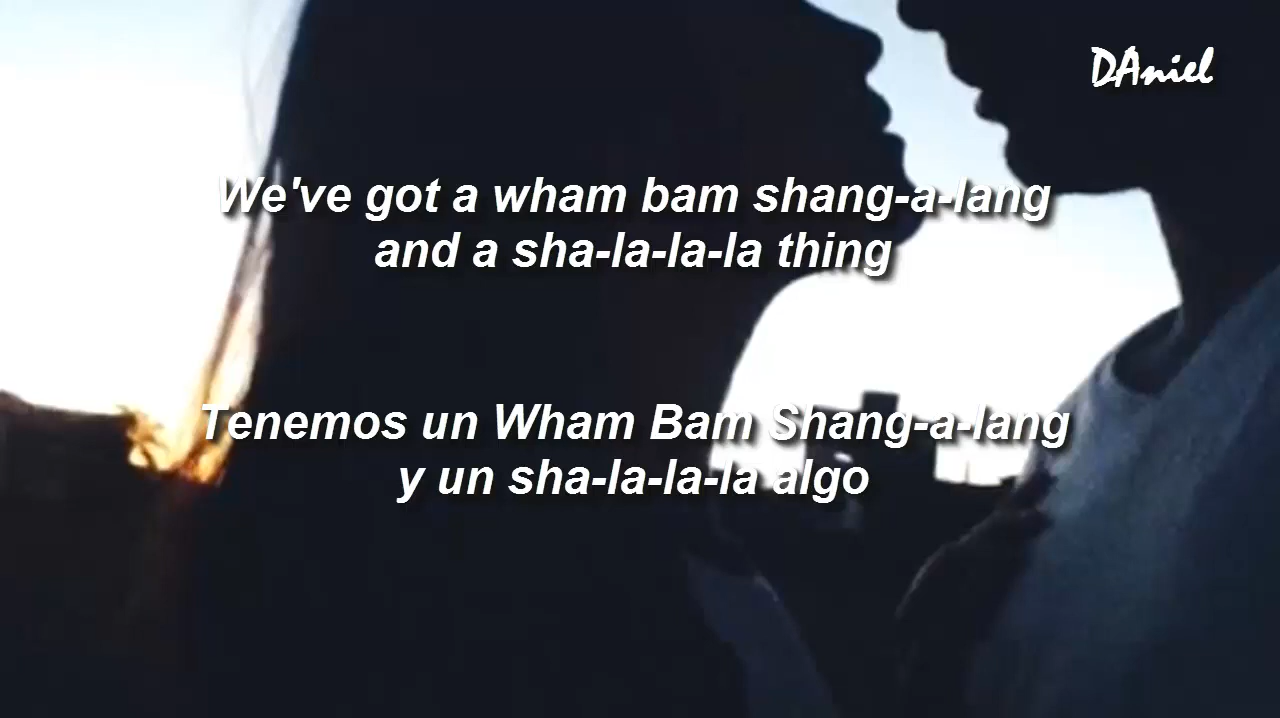 DAniel
We've got a wham bam shang-a-lang
and a sha-la-la-la thing
Tenemos un Wham Bam Shang-a-lang
y un sha-la-la-la algo